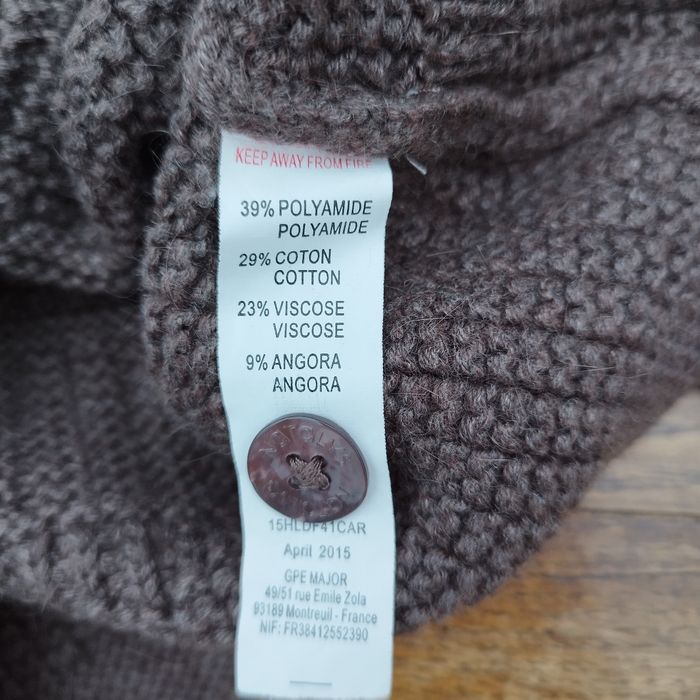 KEEP AWAY FROM FIRE
39% POLYAMIDE
POLYAMIDE
29% COTON
COTTON
23% VISCOSE
VISCOSE
9% ANGORA
ANGORA
15HLDF41CAR
April 2015
GPE MAJOR
49/51 rue Emile Zola
93189 Montreuil - France
NIF: FR38412552390